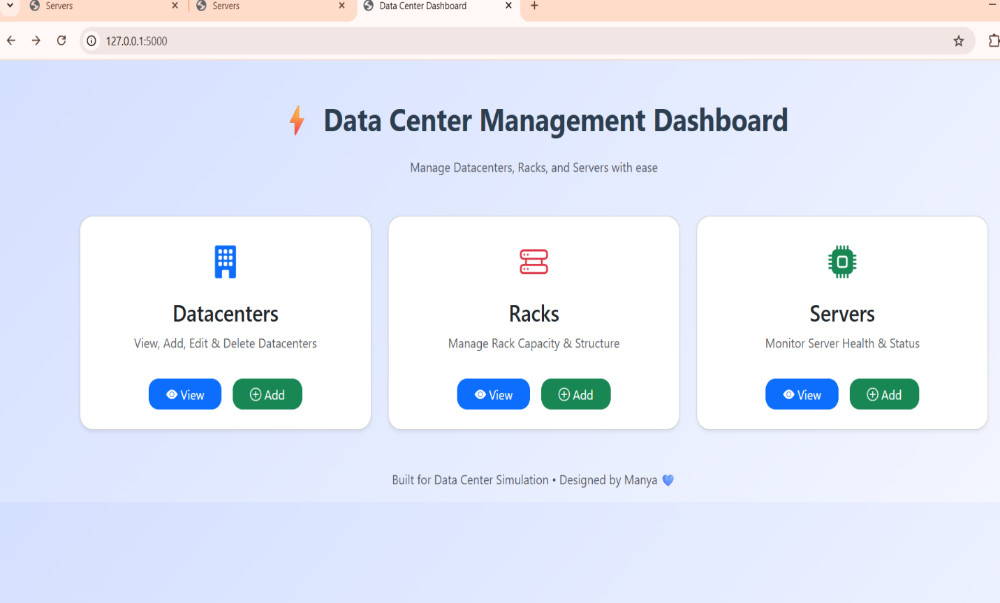 Servers
Servers
Data Center Dashboard
127.0.0.1:5000
⚡ Data Center Management Dashboard
Manage Datacenters, Racks, and Servers with ease
Datacenters
View, Add, Edit & Delete Datacenters
View
Add
Racks
Manage Rack Capacity & Structure
View
Add
Servers
Monitor Server Health & Status
View
Add
Built for Data Center Simulation • Designed by Manya 💙